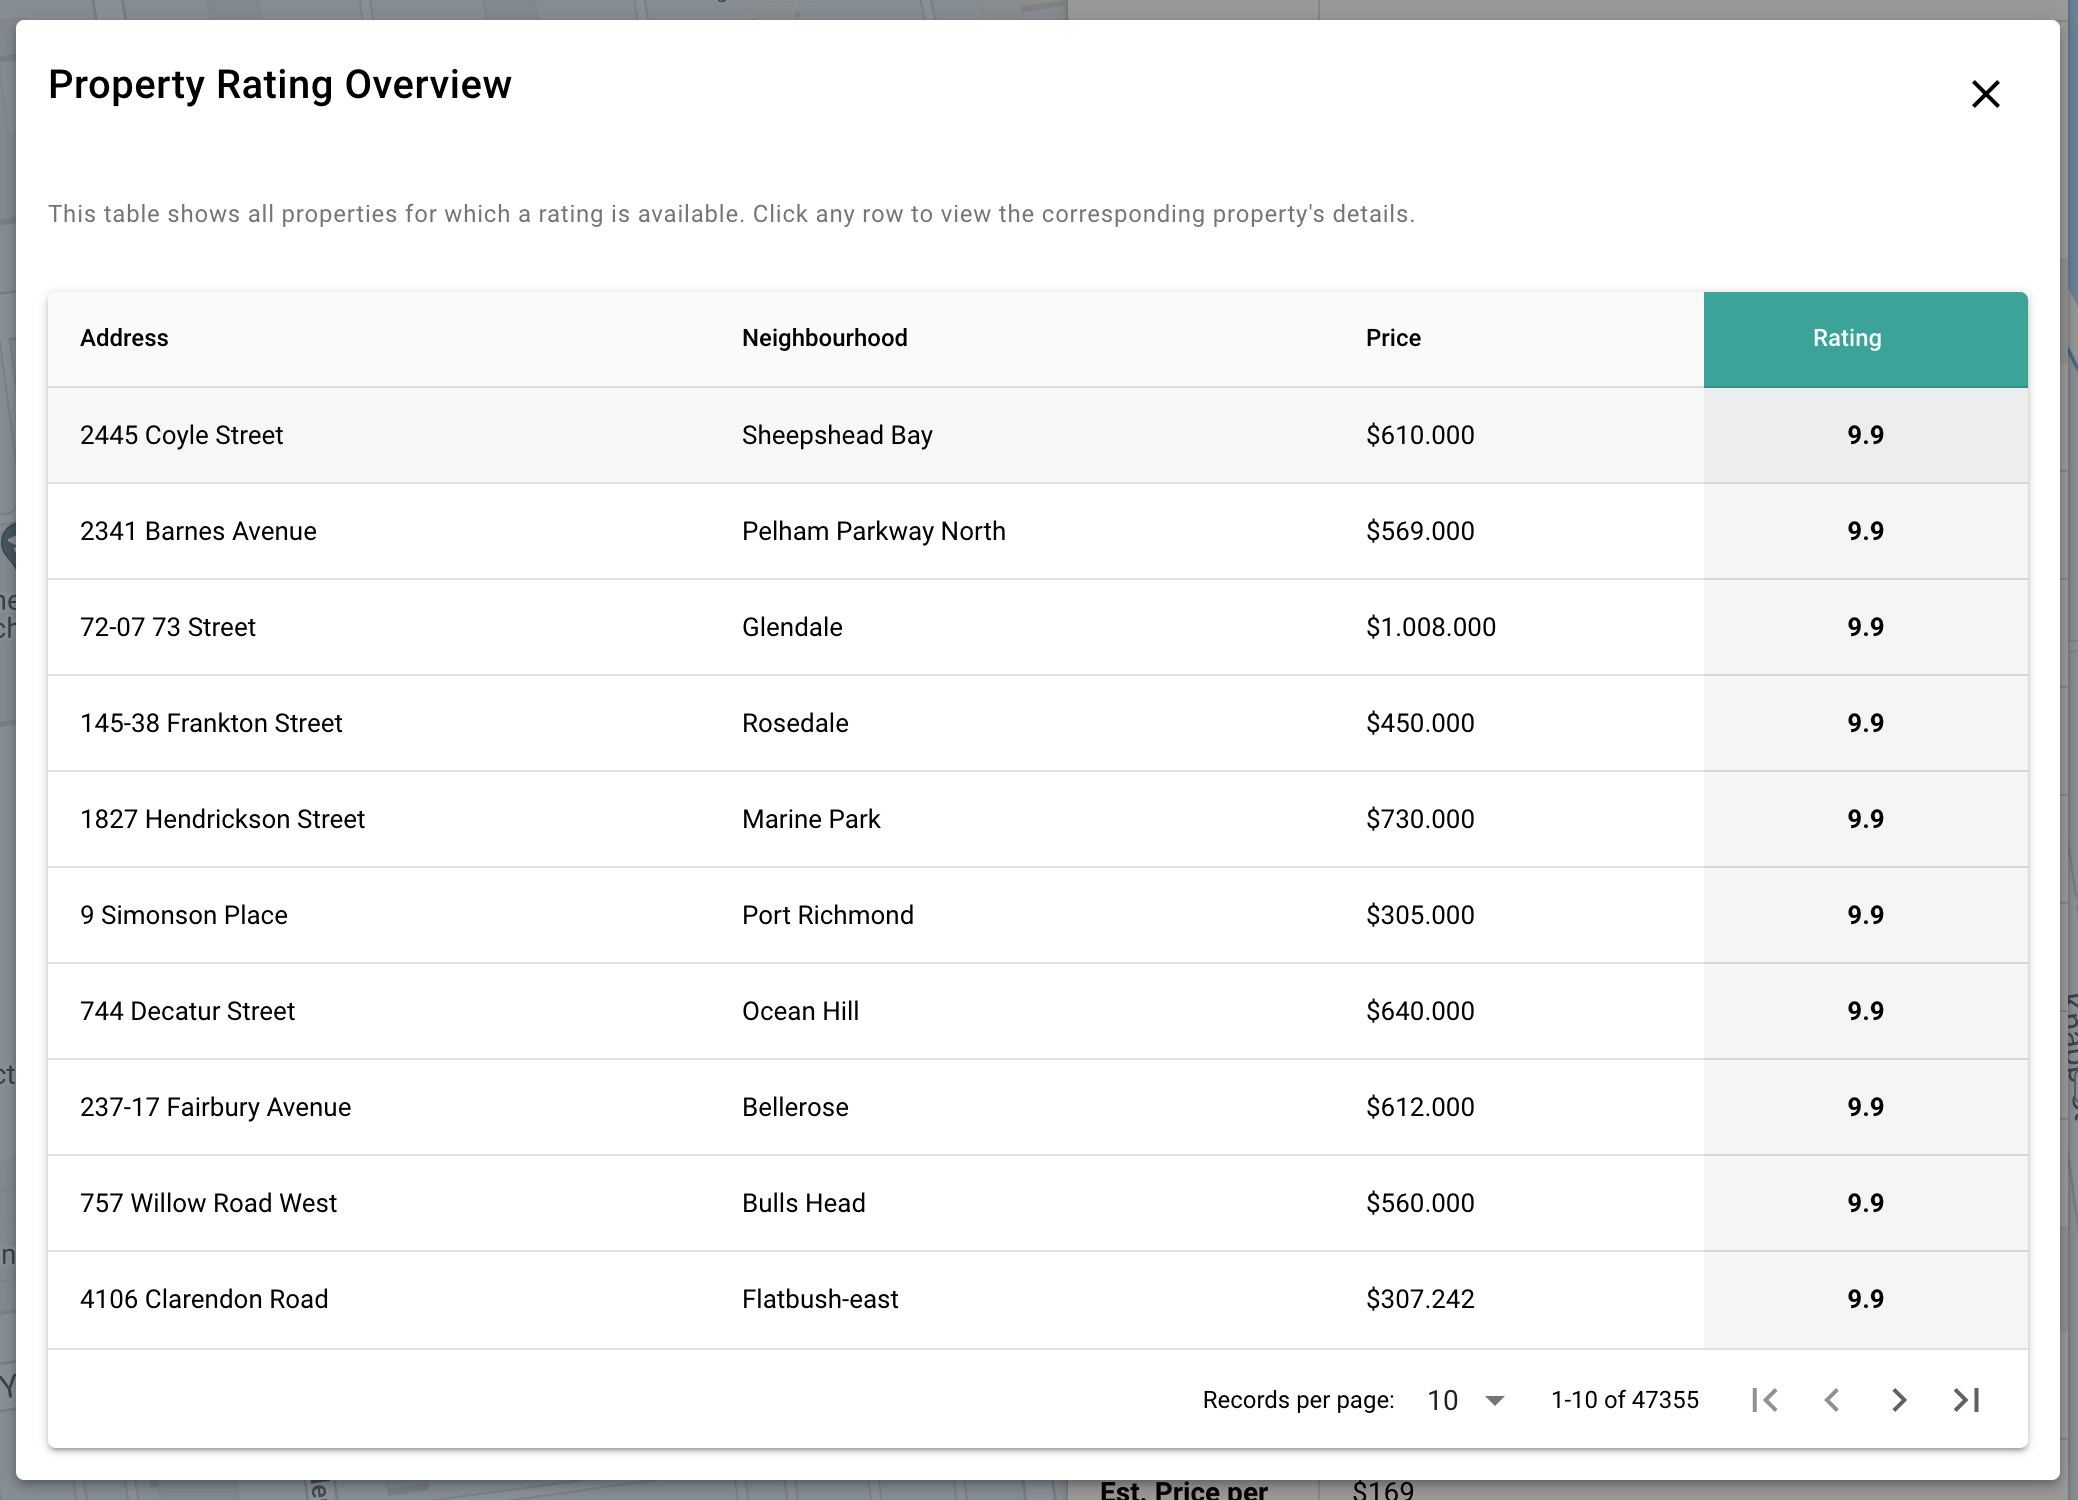 Property Rating Overview
This table shows all properties for which a rating is available. Click any row to view the corresponding property's details.
Address Neighbourhood Price Rating
2445 Coyle Street Sheepshead Bay $610.000 9.9
2341 Barnes Avenue Pelham Parkway North $569.000 9.9
72-07 73 Street Glendale $1.008.000 9.9
145-38 Frankton Street Rosedale $450.000 9.9
1827 Hendrickson Street Marine Park $730.000 9.9
9 Simonson Place Port Richmond $305.000 9.9
744 Decatur Street Ocean Hill $640.000 9.9
237-17 Fairbury Avenue Bellerose $612.000 9.9
757 Willow Road West Bulls Head $560.000 9.9
4106 Clarendon Road Flatbush-east $307.242 9.9
Records per page: 10 1-10 of 47355
Est. Price per $169